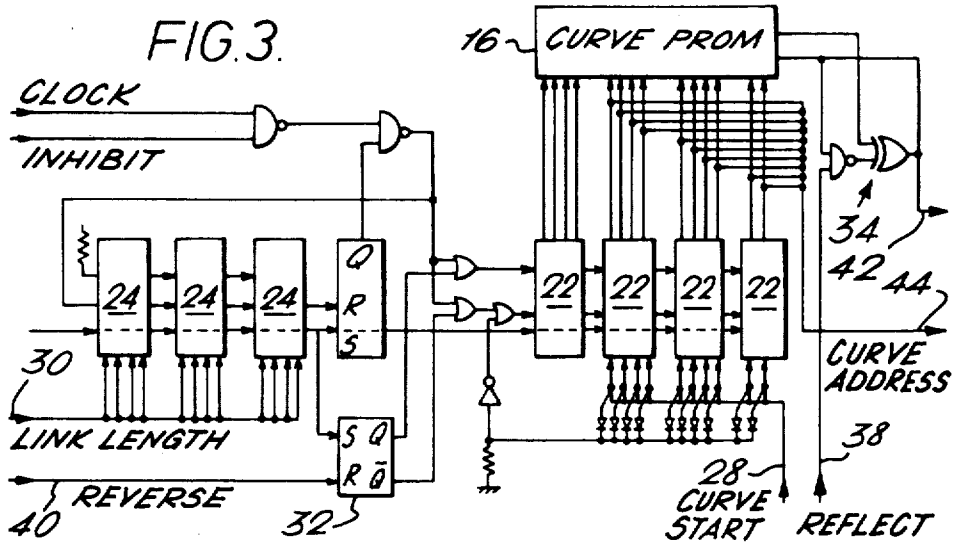 FIG.3.
16
CURVE PROM
CLOCK
INHIBIT
34
42
44
Q
R
S
24
24
24
22
22
22
22
CURVE
ADDRESS
30
LINK LENGTH
S Q
R Q̄
REVERSE
40
32
28
CURVE
START
38
REFLECT